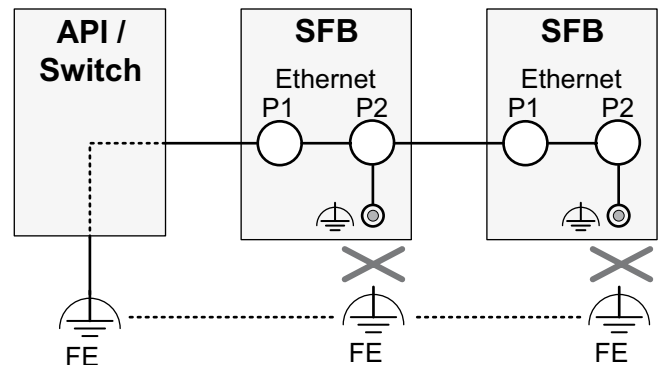 API /
Switch
SFB
Ethernet
P1 P2
SFB
Ethernet
P1 P2
FE
FE
FE